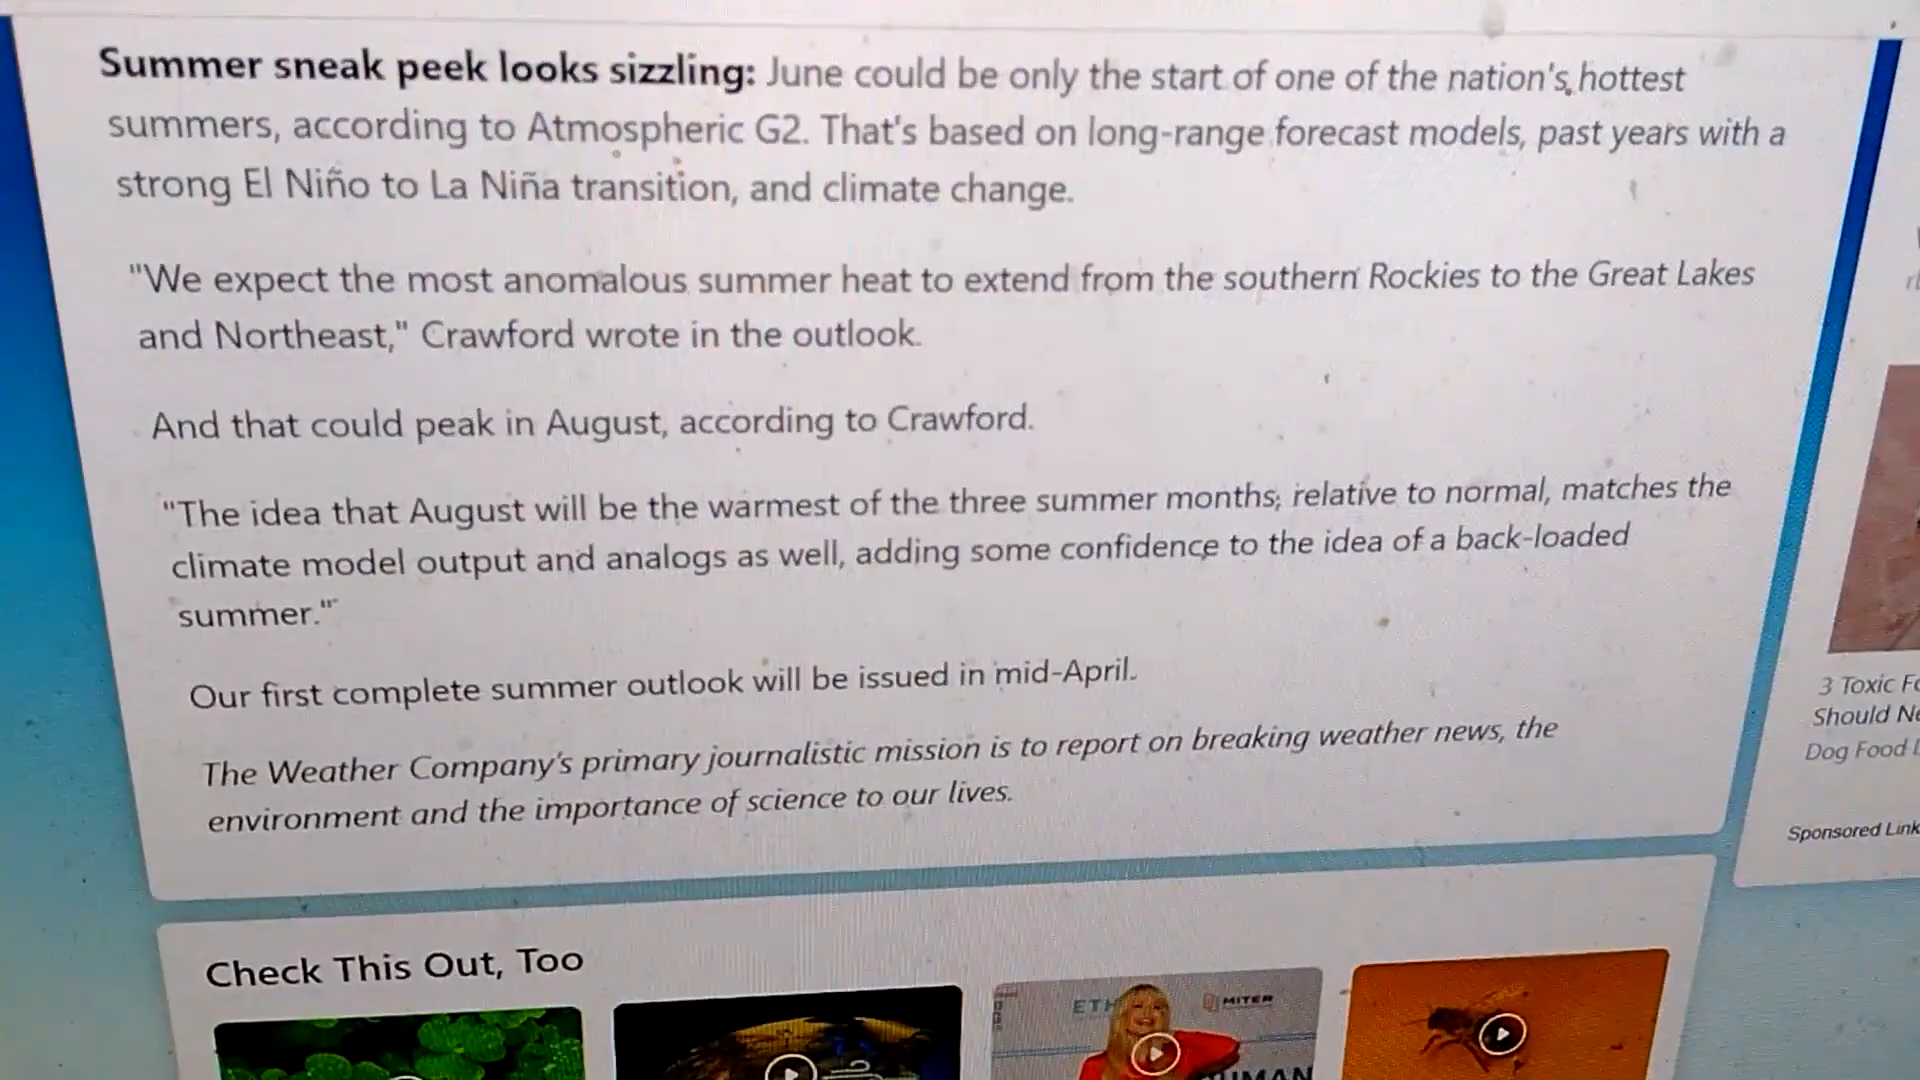 Summer sneak peek looks sizzling: June could be only the start of one of the nation's hottest
summers, according to Atmospheric G2. That's based on long-range forecast models, past years with a
strong El Niño to La Niña transition, and climate change.
"We expect the most anomalous summer heat to extend from the southern Rockies to the Great Lakes
and Northeast," Crawford wrote in the outlook.
And that could peak in August, according to Crawford.
"The idea that August will be the warmest of the three summer months, relative to normal, matches the
climate model output and analogs as well, adding some confidence to the idea of a back-loaded
summer."
Our first complete summer outlook will be issued in mid-April.
The Weather Company's primary journalistic mission is to report on breaking weather news, the
environment and the importance of science to our lives.
3 Toxic
Should
Dog Food
Sponsored
Check This Out, Too
MITER